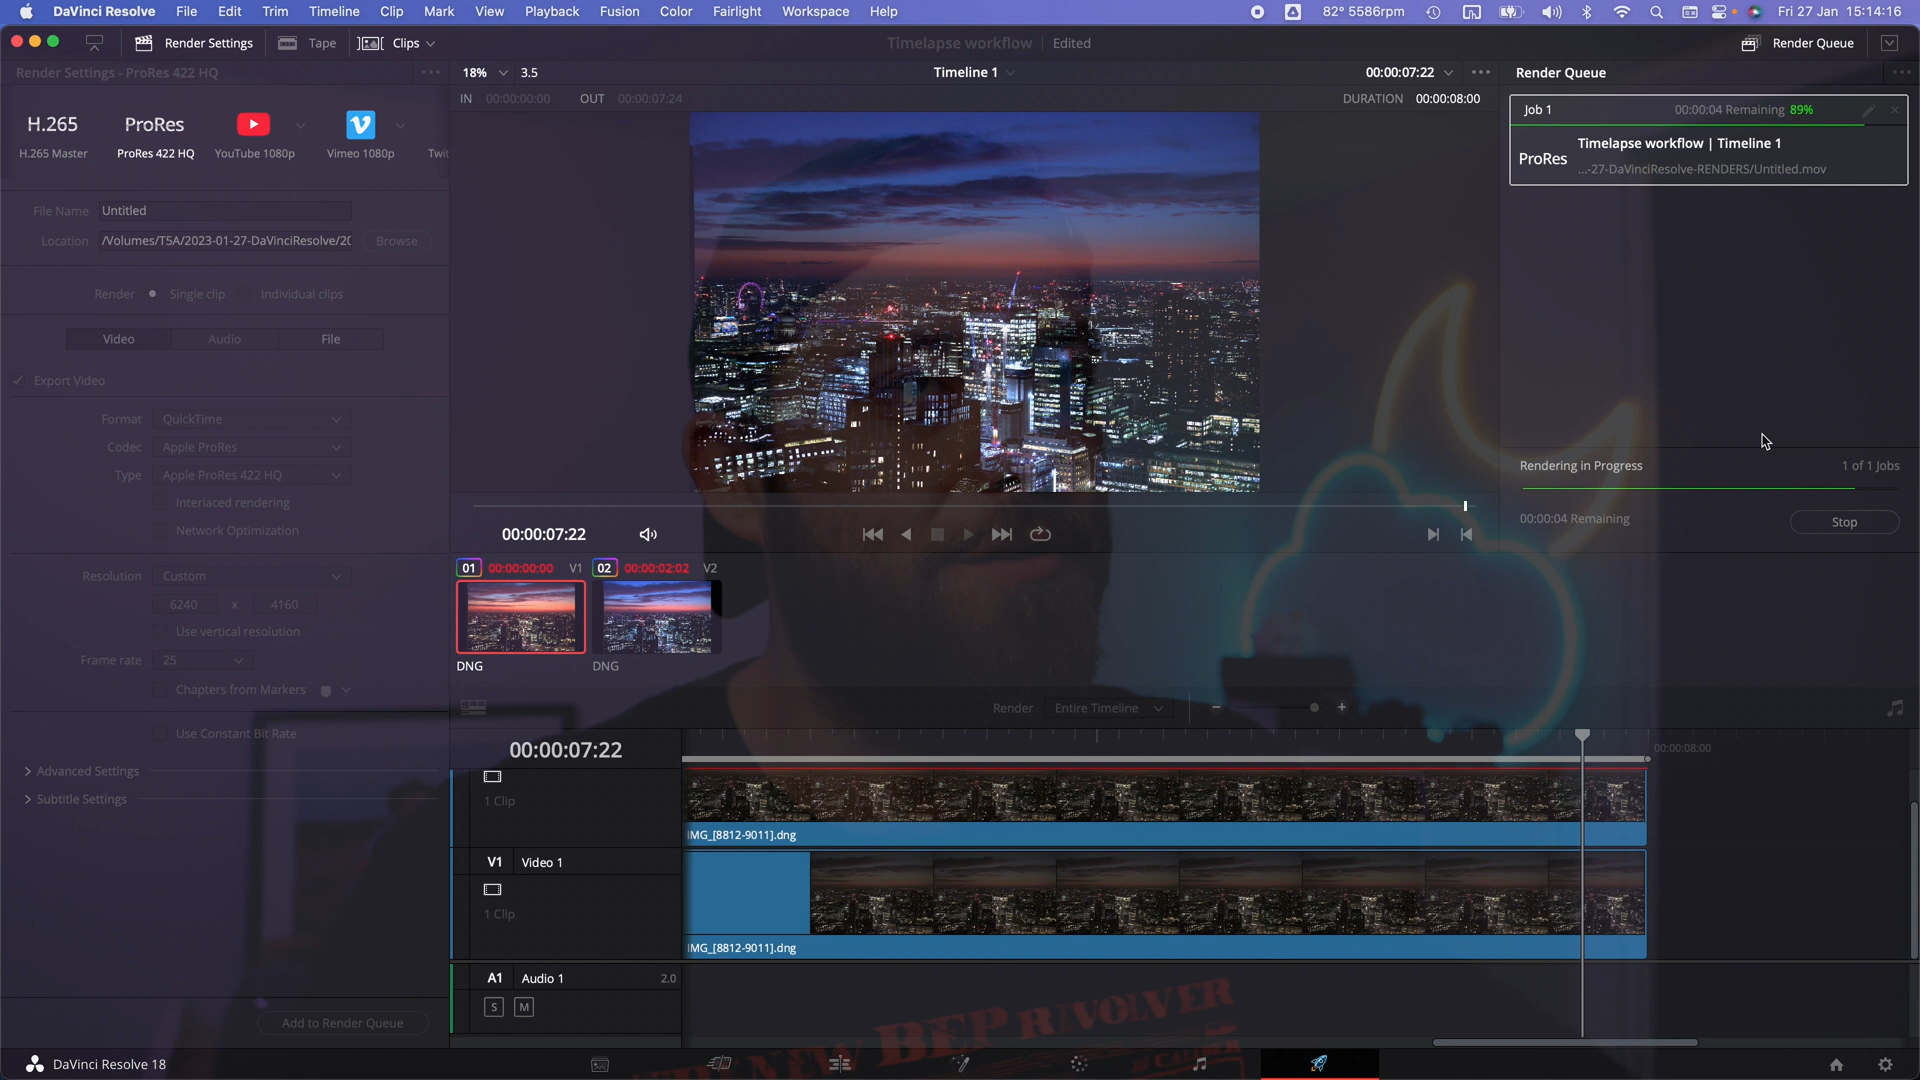 DaVinci Resolve File Edit Trim Timeline Clip Mark View Playback Fusion Color Fairlight Workspace Help 82° 5586rpm Fri 27 Jan 15:14:16
Render Settings Tape Clips Timelapse workflow Edited Render Queue
Render Settings - ProRes 422 HQ 18% 3.5 Timeline 1 00:00:07:22 Render Queue
IN 00:00:00:00 OUT 00:00:07:24 DURATION 00:00:08:00
H.265 ProRes
H.265 Master ProRes 422 HQ YouTube 1080p Vimeo 1080p Twit
Job 1 00:00:04 Remaining 89%
Timelapse workflow | Timeline 1
ProRes
...-27-DaVinciResolve-RENDERS/Untitled.mov
File Name Untitled
Location /Volumes/T5A/2023-01-27-DaVinciResolve/20 Browse
Render Single clip Individual clips
Video Audio File
Export Video
Format QuickTime
Codec Apple ProRes
Type Apple ProRes 422 HQ
Interlaced rendering
Network Optimization
Rendering in Progress 1 of 1 Jobs
00:00:04 Remaining Stop
00:00:07:22
01 00:00:00:00 V1 02 00:00:02:02 V2
DNG DNG
Resolution Custom
6240 x 4160
Use vertical resolution
Frame rate 25
Chapters from Markers
Use Constant Bit Rate
Advanced Settings
Subtitle Settings
Add to Render Queue
Render Entire Timeline
00:00:07:22 00:00:08:00
1 Clip
IMG_[8812-9011].dng
V1 Video 1
1 Clip
IMG_[8812-9011].dng
A1 Audio 1 2.0
S M
NEW BEP REVOLVER
CALIBER
DaVinci Resolve 18